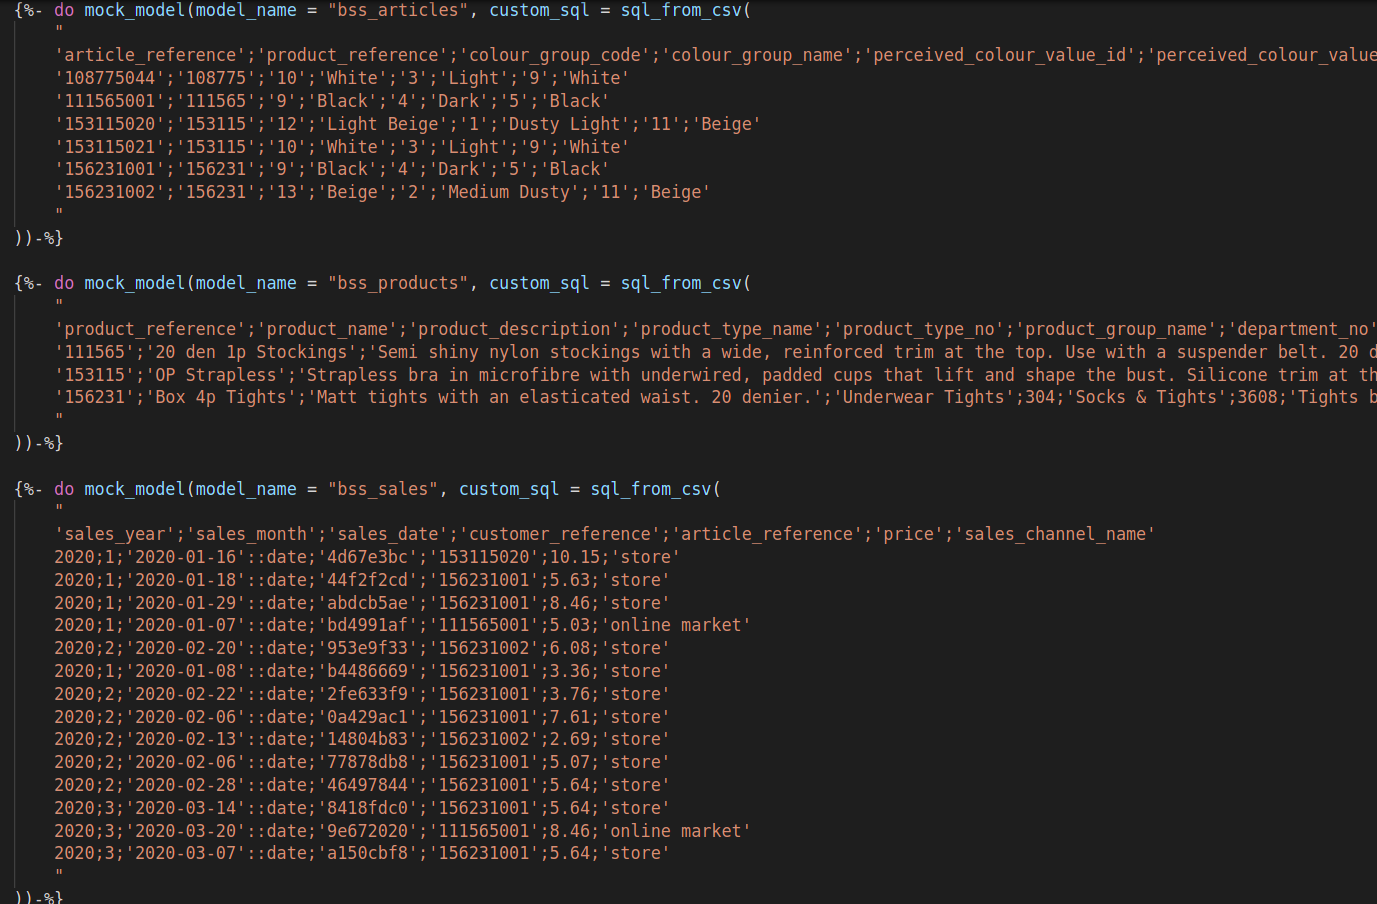 {%- do mock_model(model_name = "bss_articles", custom_sql = sql_from_csv(
"
'article_reference';'product_reference';'colour_group_code';'colour_group_name';'perceived_colour_value_id';'perceived_colour_value
'108775044';'108775';'10';'White';'3';'Light';'9';'White'
'111565001';'111565';'9';'Black';'4';'Dark';'5';'Black'
'153115020';'153115';'12';'Light Beige';'1';'Dusty Light';'11';'Beige'
'153115021';'153115';'10';'White';'3';'Light';'9';'White'
'156231001';'156231';'9';'Black';'4';'Dark';'5';'Black'
'156231002';'156231';'13';'Beige';'2';'Medium Dusty';'11';'Beige'
"
))-%}
{%- do mock_model(model_name = "bss_products", custom_sql = sql_from_csv(
"
'product_reference';'product_name';'product_description';'product_type_name';'product_type_no';'product_group_name';'department_no'
'111565';'20 den 1p Stockings';'Semi shiny nylon stockings with a wide, reinforced trim at the top. Use with a suspender belt. 20 d
'153115';'OP Strapless';'Strapless bra in microfibre with underwired, padded cups that lift and shape the bust. Silicone trim at th
'156231';'Box 4p Tights';'Matt tights with an elasticated waist. 20 denier.';'Underwear Tights';304;'Socks & Tights';3608;'Tights b
"
))-%}
{%- do mock_model(model_name = "bss_sales", custom_sql = sql_from_csv(
"
'sales_year';'sales_month';'sales_date';'customer_reference';'article_reference';'price';'sales_channel_name'
2020;1;'2020-01-16'::date;'4d67e3bc';'153115020';10.15;'store'
2020;1;'2020-01-18'::date;'44f2f2cd';'156231001';5.63;'store'
2020;1;'2020-01-29'::date;'abdcb5ae';'156231001';8.46;'store'
2020;1;'2020-01-07'::date;'bd4991af';'111565001';5.03;'online market'
2020;2;'2020-02-20'::date;'953e9f33';'156231002';6.08;'store'
2020;1;'2020-01-08'::date;'b4486669';'156231001';3.36;'store'
2020;2;'2020-02-22'::date;'2fe633f9';'156231001';3.76;'store'
2020;2;'2020-02-06'::date;'0a429ac1';'156231001';7.61;'store'
2020;2;'2020-02-13'::date;'14804b83';'156231002';2.69;'store'
2020;2;'2020-02-06'::date;'77878db8';'156231001';5.07;'store'
2020;2;'2020-02-28'::date;'46497844';'156231001';5.64;'store'
2020;3;'2020-03-14'::date;'8418fdc0';'156231001';5.64;'store'
2020;3;'2020-03-20'::date;'9e672020';'111565001';8.46;'online market'
2020;3;'2020-03-07'::date;'a150cbf8';'156231001';5.64;'store'
"
))-%}